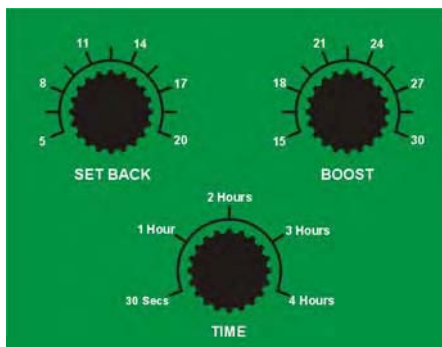 11 14
8 17
5 20
SET BACK
21 24
18 27
15 30
BOOST
2 Hours
1 Hour 3 Hours
30 Secs 4 Hours
TIME